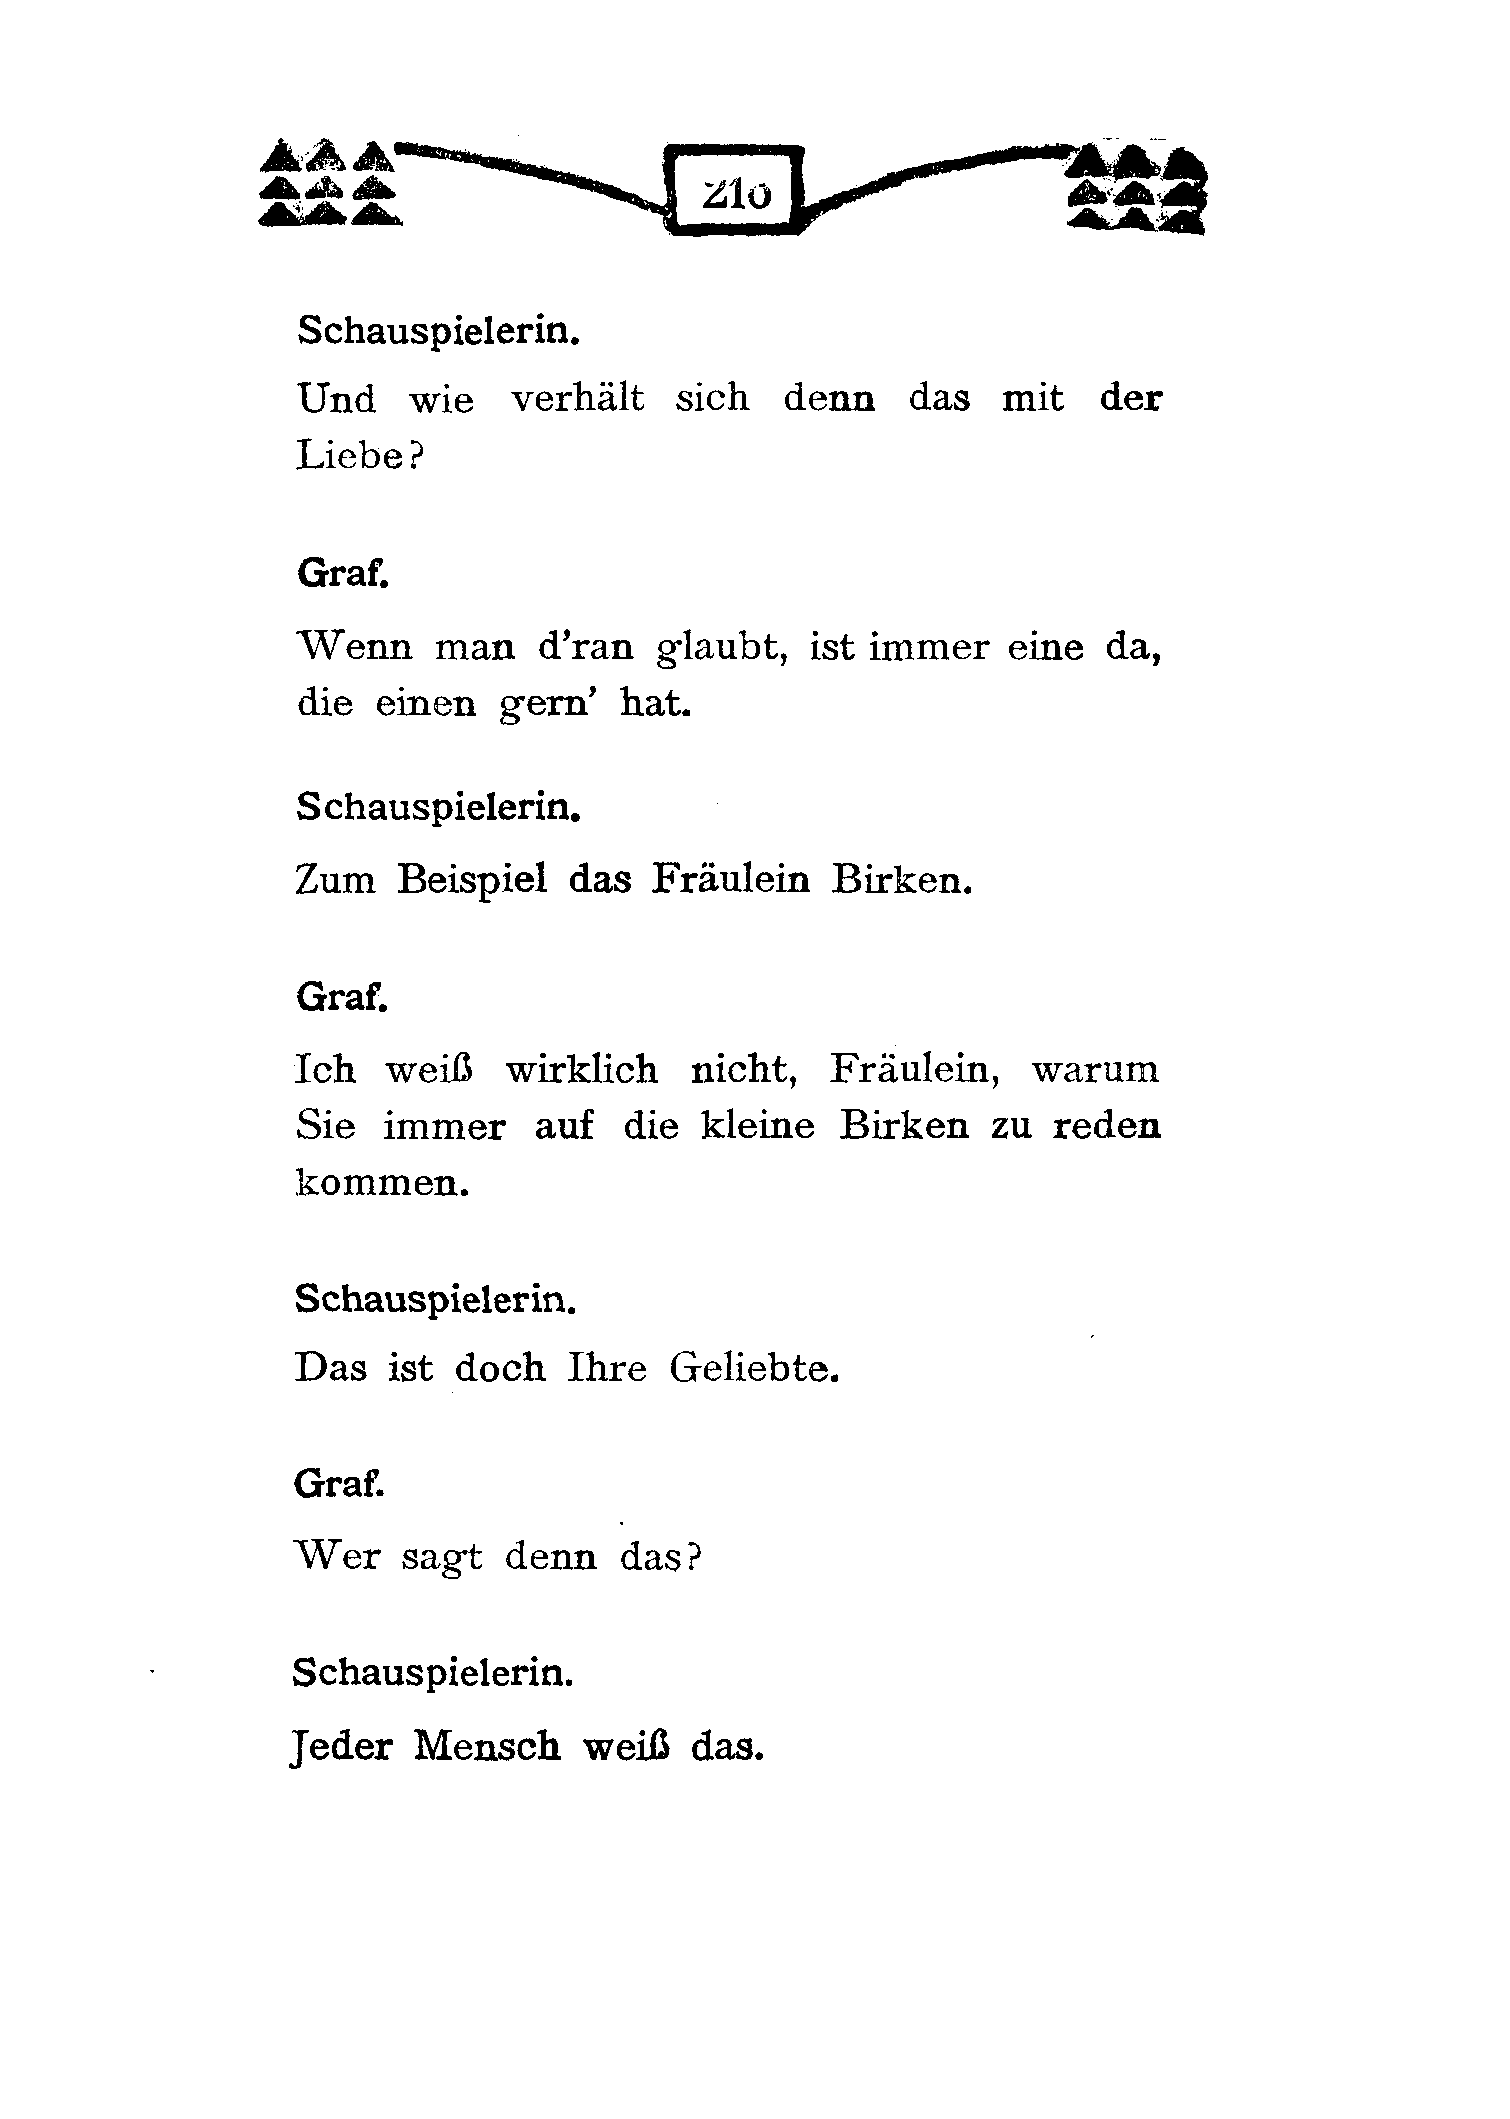 210
Schauspielerin.
Und wie verhält sich denn das mit der
Liebe?
Graf.
Wenn man d’ran glaubt, ist immer eine da,
die einen gern’ hat.
Schauspielerin.
Zum Beispiel das Fräulein Birken.
Graf.
Ich weiß wirklich nicht, Fräulein, warum
Sie immer auf die kleine Birken zu reden
kommen.
Schauspielerin.
Das ist doch Ihre Geliebte.
Graf.
Wer sagt denn das?
Schauspielerin.
Jeder Mensch weiß das.